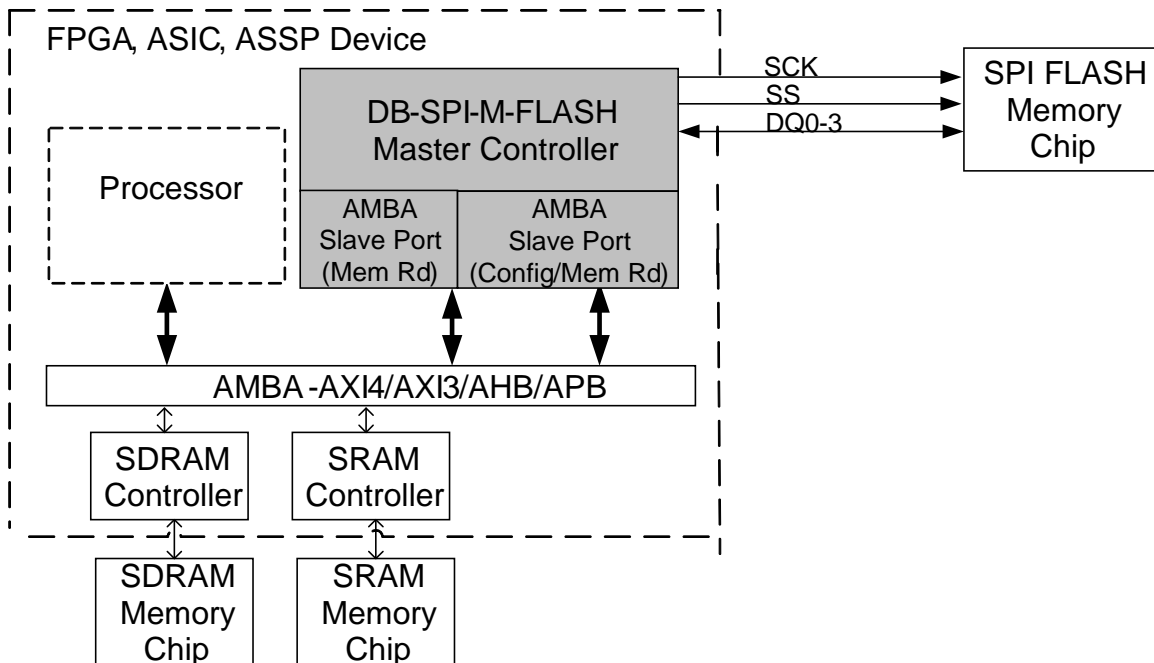 FPGA, ASIC, ASSP Device
DB-SPI-M-FLASH
Master Controller
SCK
SS
DQ0-3
SPI FLASH
Memory
Chip
Processor
AMBA
Slave Port
(Mem Rd)
AMBA
Slave Port
(Config/Mem Rd)
AMBA -AXI4/AXI3/AHB/APB
SDRAM
Controller
SRAM
Controller
SDRAM
Memory
Chip
SRAM
Memory
Chip